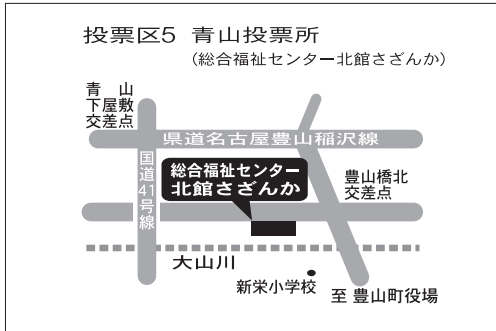 投票区5 青山投票所
(総合福祉センター北館さざんか)
青 山
下屋敷
交差点
県道名古屋豊山稲沢線
国道41号線
総合福祉センター
北館さざんか
豊山橋北
交差点
大山川
新栄小学校
至 豊山町役場